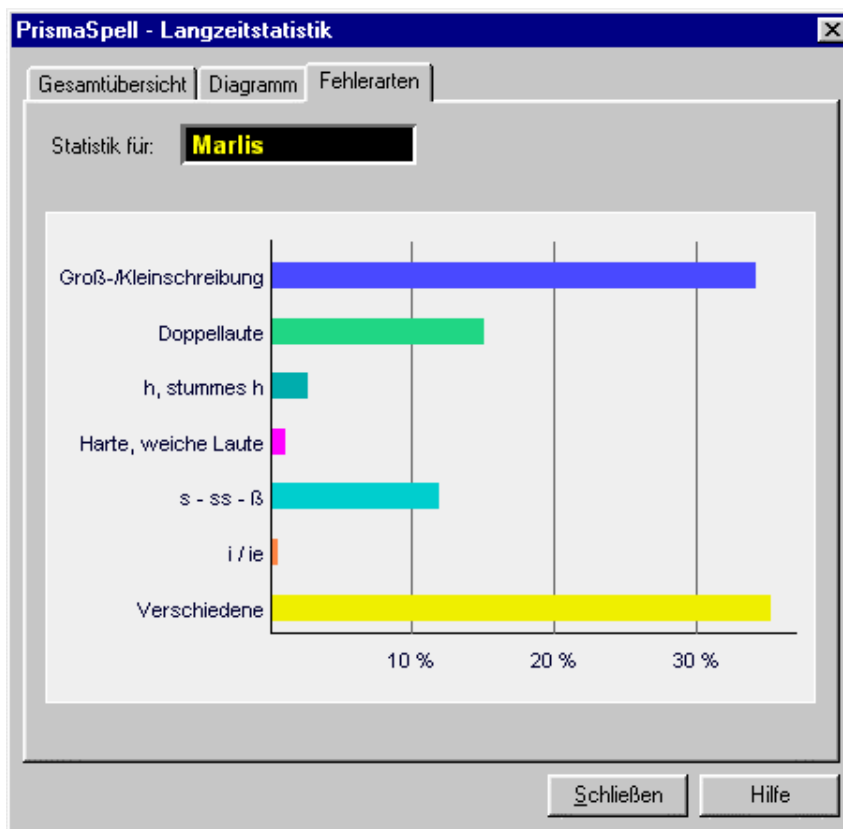 PrismaSpell - Langzeitstatistik
Gesamtübersicht Diagramm Fehlerarten
Statistik für: Marlis
Groß-/Kleinschreibung
Doppellaute
h, stummes h
Harte, weiche Laute
s - ss - ß
i / ie
Verschiedene
10 % 20 % 30 %
Schließen Hilfe